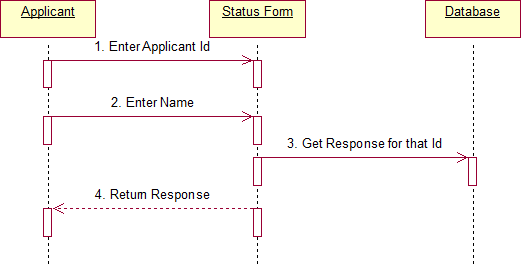 Applicant
Status Form
Database
1. Enter Applicant Id
2. Enter Name
3. Get Response for that Id
4. Return Response